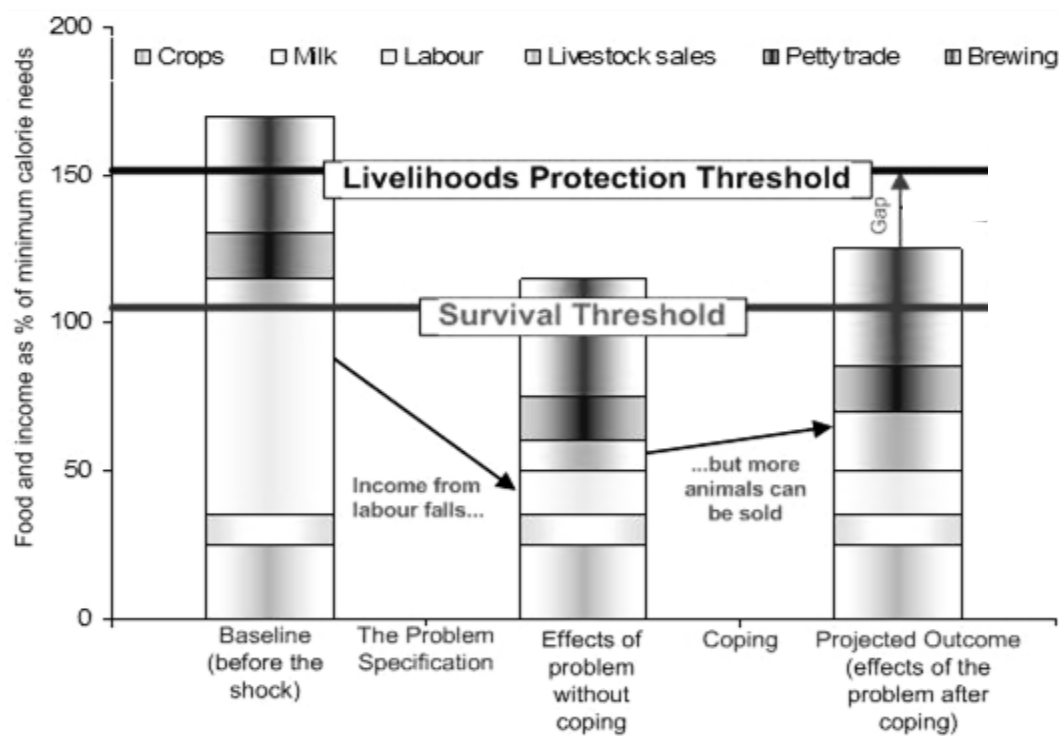 200
Crops Milk Labour Livestock sales Petty trade Brewing
Food and income as % of minimum calorie needs
150
Livelihoods Protection Threshold
Gap
100
Survival Threshold
50
Income from
labour falls...
...but more
animals can
be sold
0
Baseline
(before the
shock)
The Problem
Specification
Effects of
problem
without
coping
Coping
Projected Outcome
(effects of the
problem after
coping)